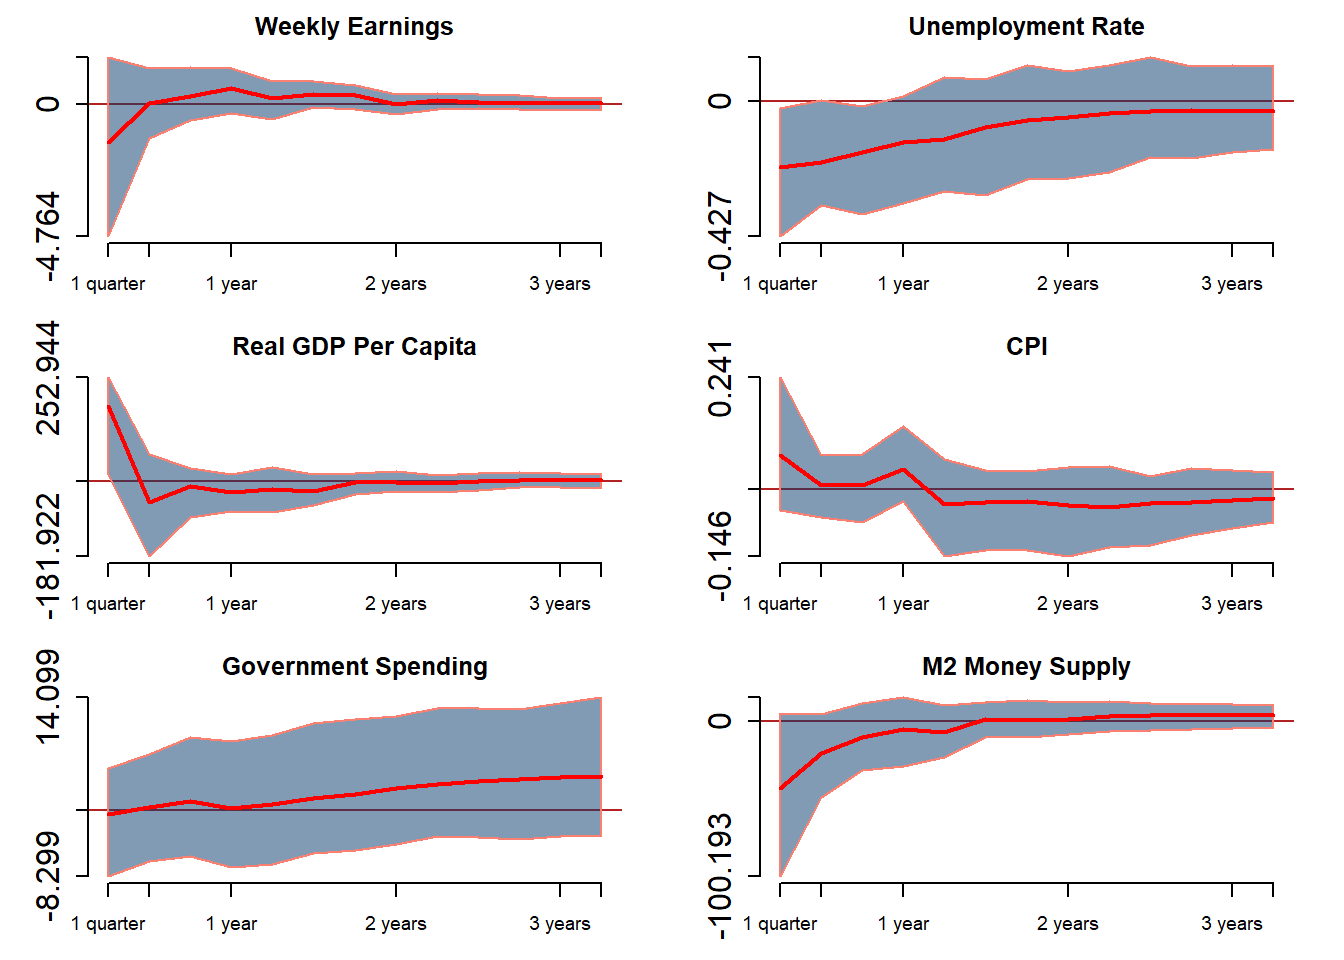 Weekly Earnings
0
-4.764
1 quarter 1 year 2 years 3 years
Unemployment Rate
0
-0.427
1 quarter 1 year 2 years 3 years
Real GDP Per Capita
252.944
-181.922
1 quarter 1 year 2 years 3 years
CPI
0.241
-0.146
1 quarter 1 year 2 years 3 years
Government Spending
14.099
-8.299
1 quarter 1 year 2 years 3 years
M2 Money Supply
0
-100.193
1 quarter 1 year 2 years 3 years